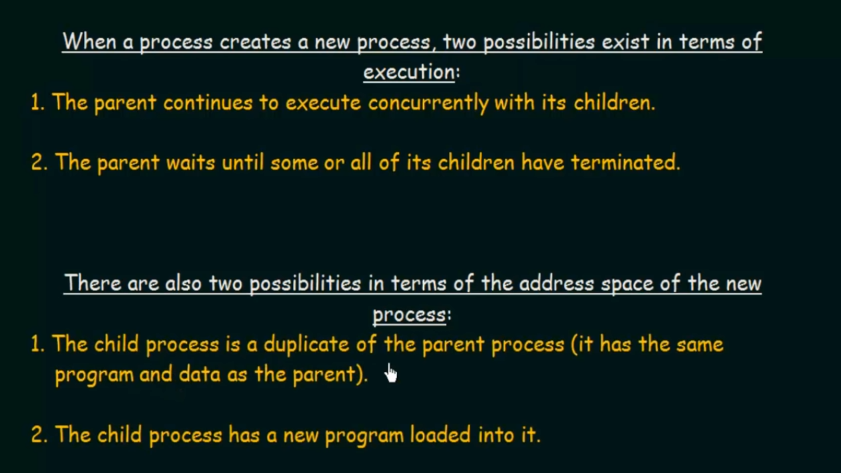 When a process creates a new process, two possibilities exist in terms of
execution:
1. The parent continues to execute concurrently with its children.
2. The parent waits until some or all of its children have terminated.
There are also two possibilities in terms of the address space of the new
process:
1. The child process is a duplicate of the parent process (it has the same
program and data as the parent).
2. The child process has a new program loaded into it.